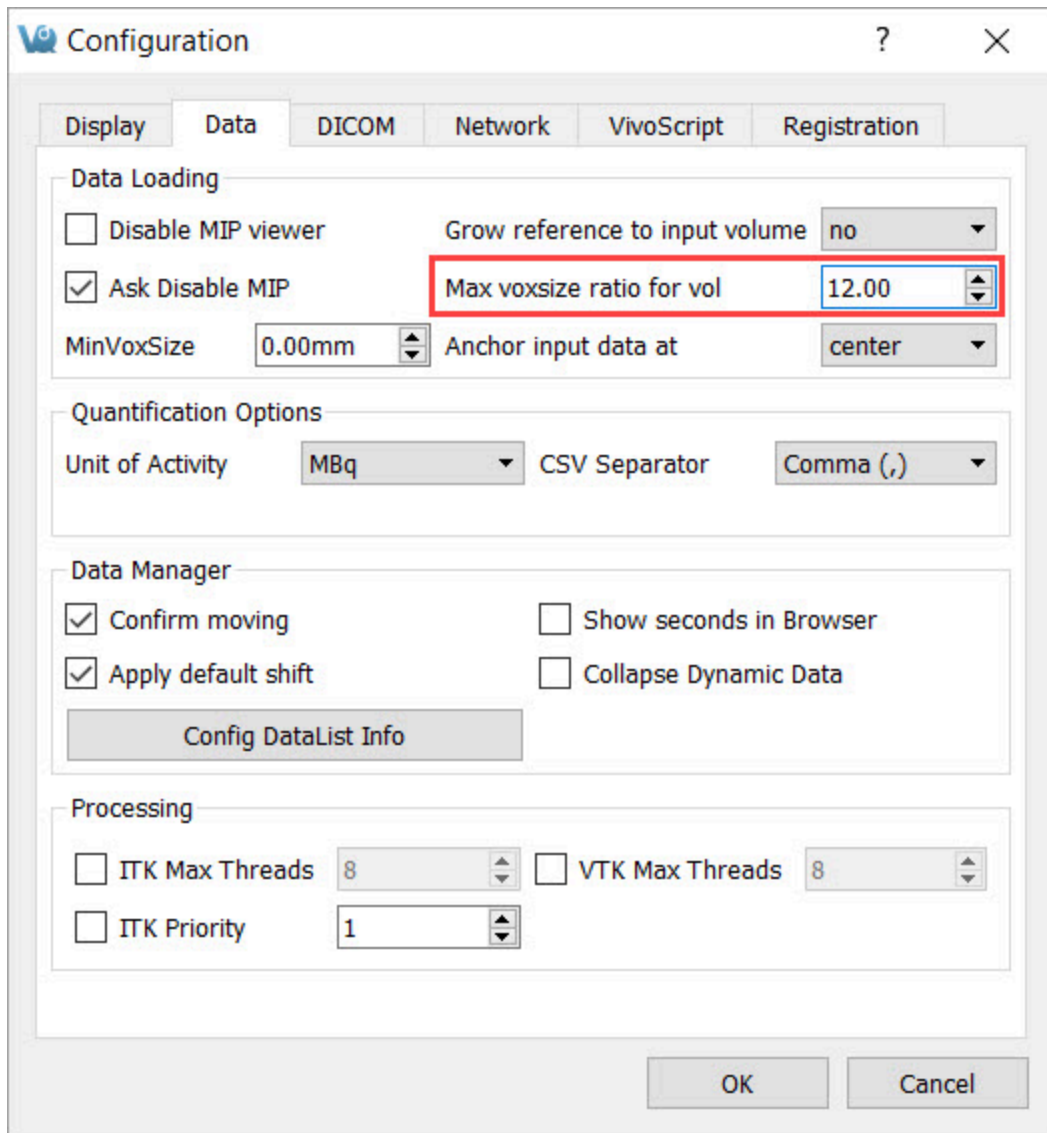 Configuration ?
Display Data DICOM Network VivoScript Registration
Data Loading
Disable MIP viewer Grow reference to input volume no
Ask Disable MIP Max voxsize ratio for vol 12.00
MinVoxSize 0.00mm Anchor input data at center
Quantification Options
Unit of Activity MBq CSV Separator Comma (,)
Data Manager
Confirm moving Show seconds in Browser
Apply default shift Collapse Dynamic Data
Config DataList Info
Processing
ITK Max Threads 8 VTK Max Threads 8
ITK Priority 1
OK Cancel